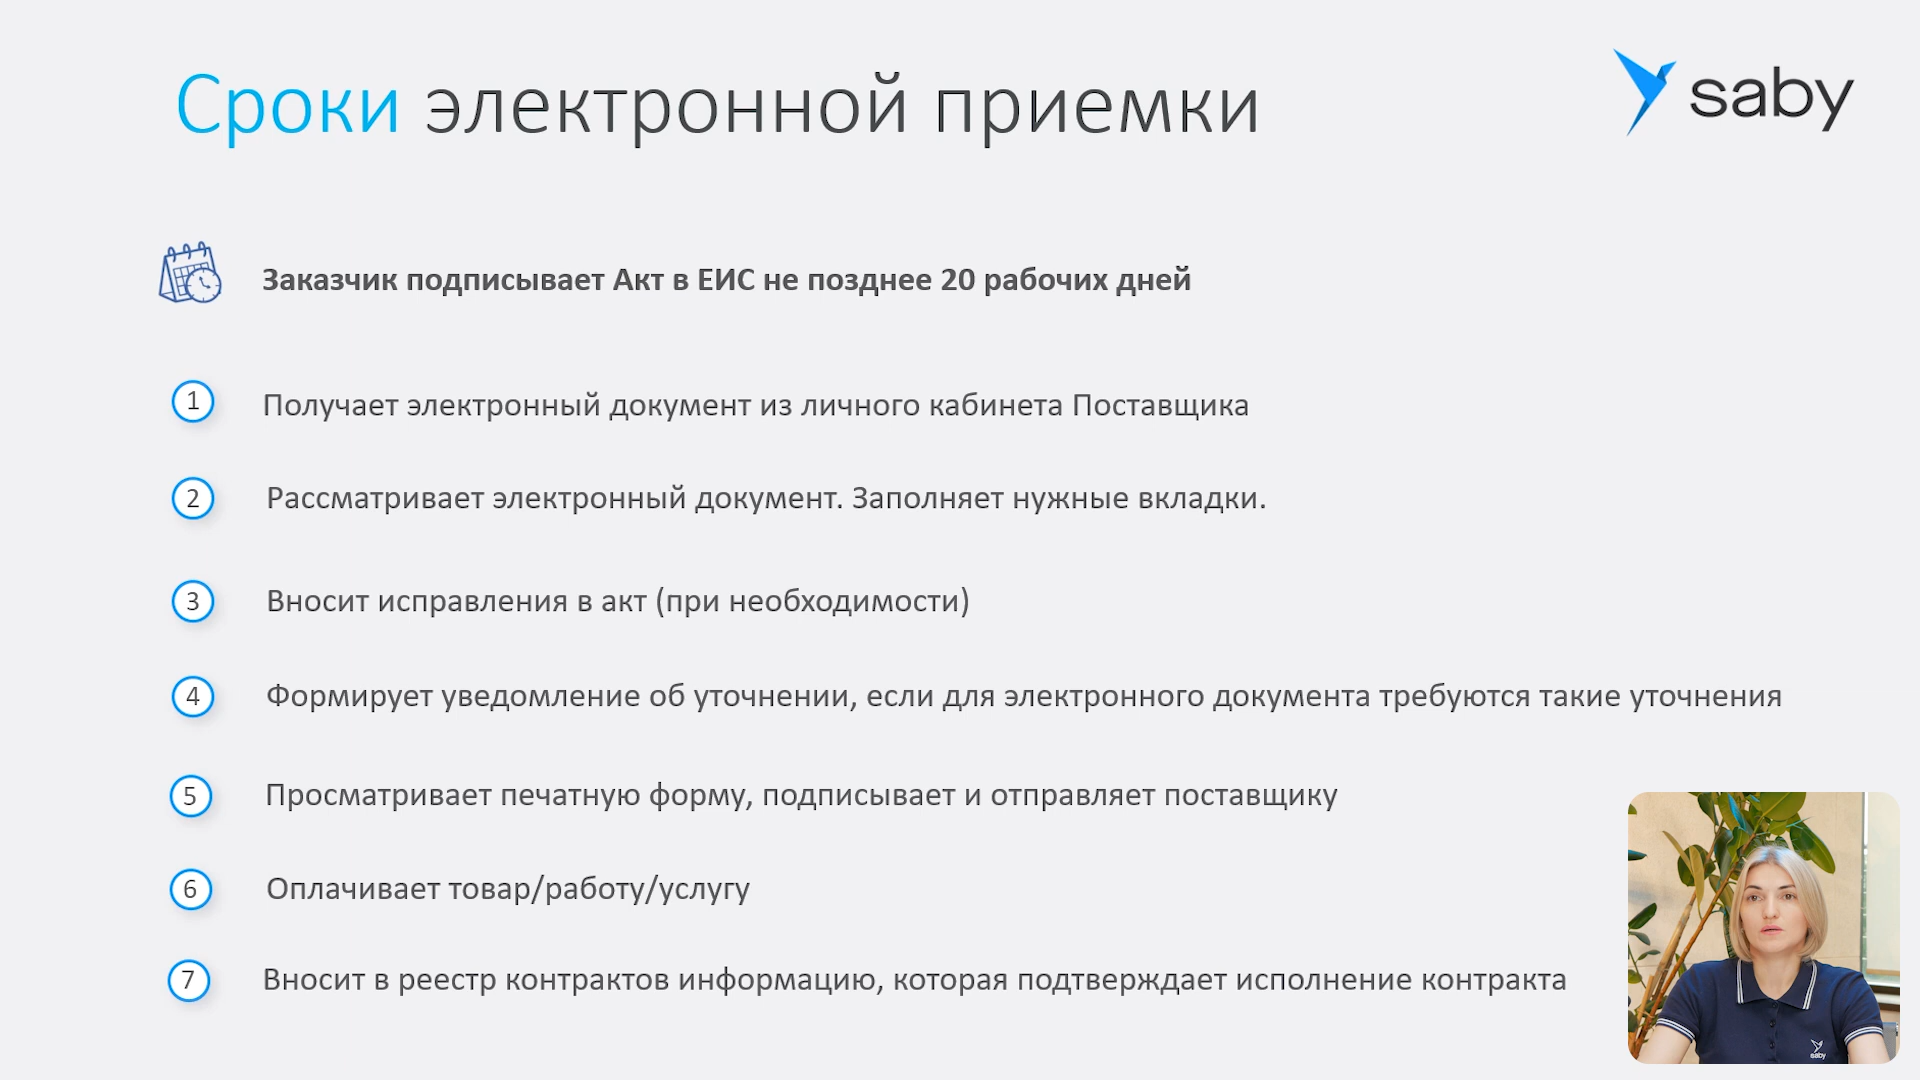 Сроки электронной приемки
saby
Заказчик подписывает Акт в ЕИС не позднее 20 рабочих дней
1 Получает электронный документ из личного кабинета Поставщика
2 Рассматривает электронный документ. Заполняет нужные вкладки.
3 Вносит исправления в акт (при необходимости)
4 Формирует уведомление об уточнении, если для электронного документа требуются такие уточнения
5 Просматривает печатную форму, подписывает и отправляет поставщику
6 Оплачивает товар/работу/услугу
7 Вносит в реестр контрактов информацию, которая подтверждает исполнение контракта
saby